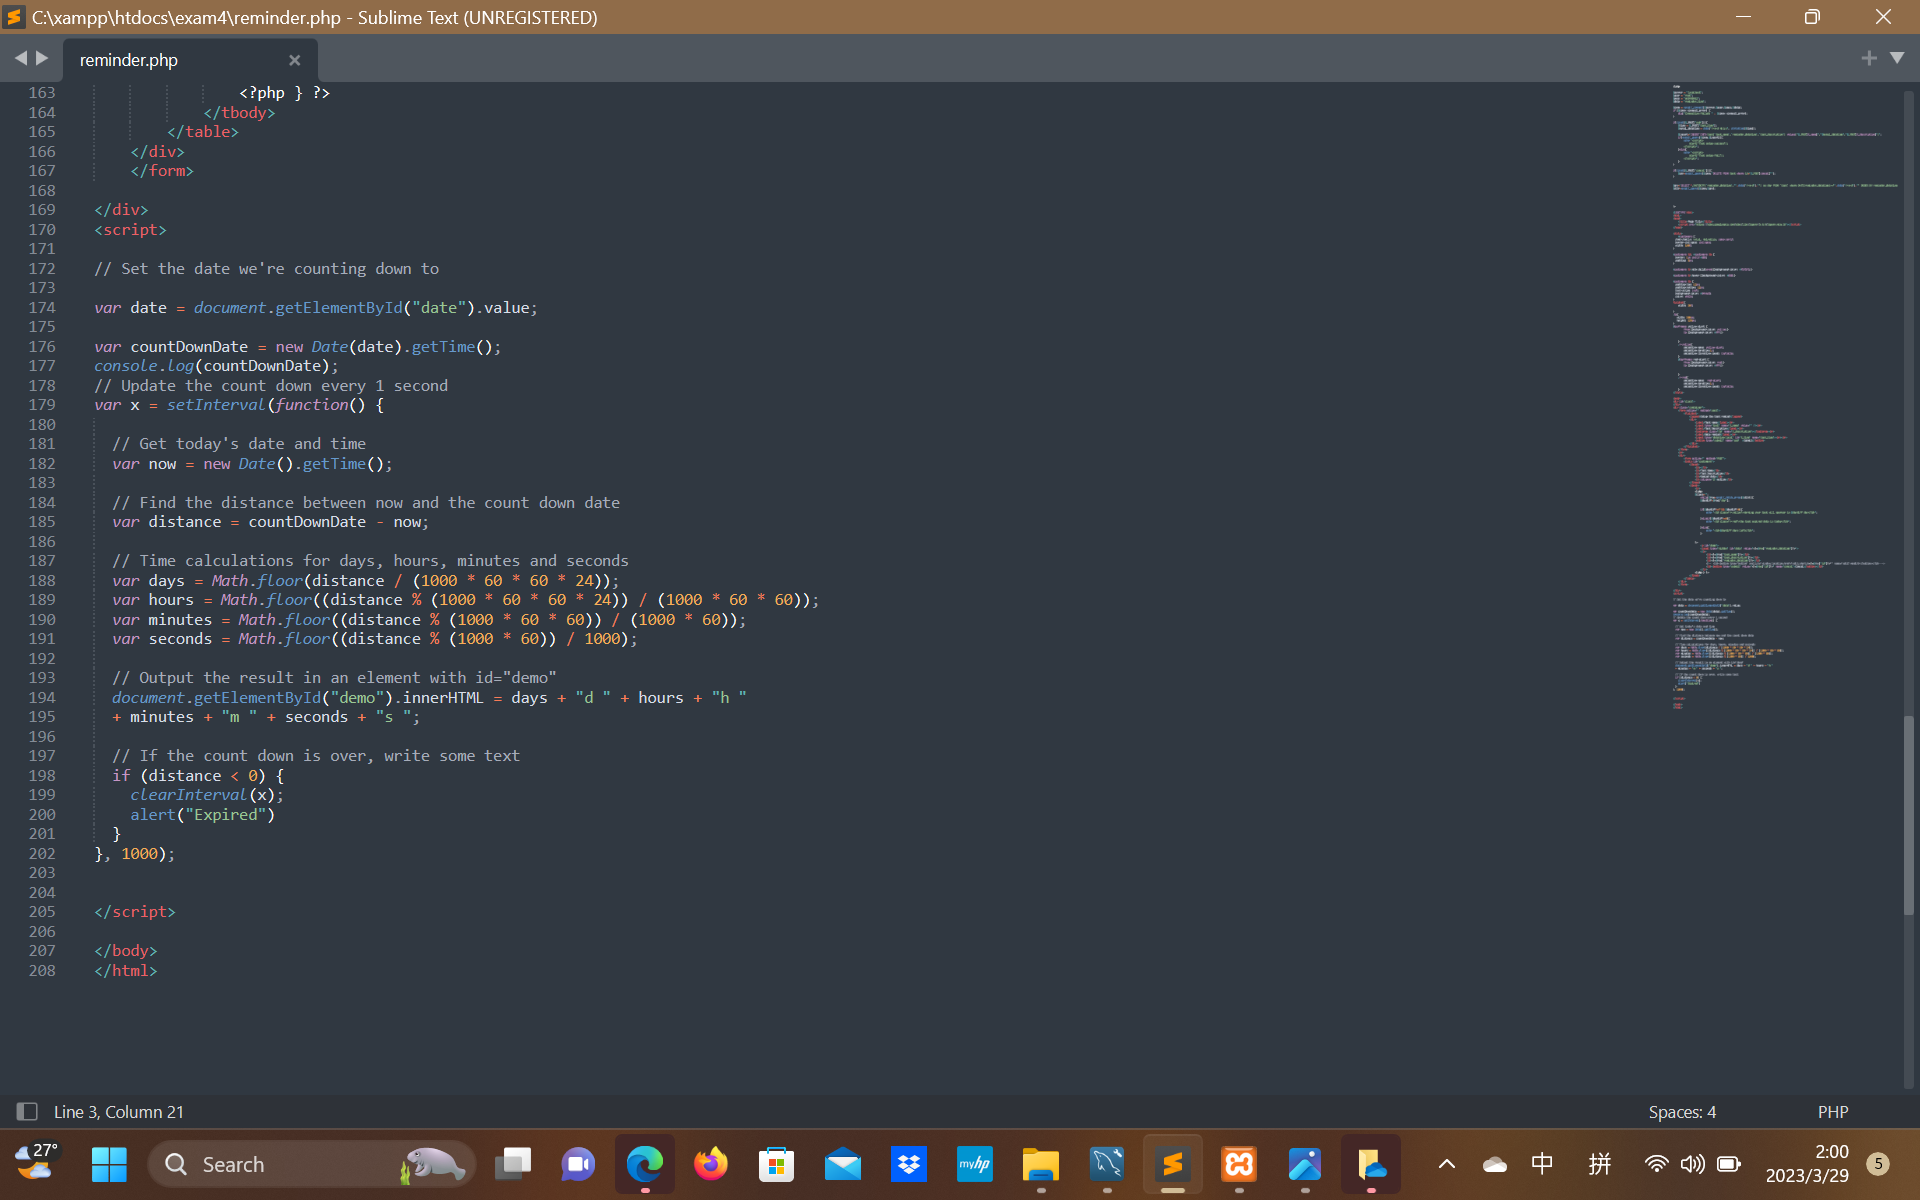 C:\xampp\htdocs\exam4\reminder.php - Sublime Text (UNREGISTERED)
reminder.php
163 <?php } ?>
164 </tbody>
165 </table>
166 </div>
167 </form>
168
169 </div>
170 <script>
171
172 // Set the date we're counting down to
173
174 var date = document.getElementById("date").value;
175
176 var countDownDate = new Date(date).getTime();
177 console.log(countDownDate);
178 // Update the count down every 1 second
179 var x = setInterval(function() {
180
181 // Get today's date and time
182 var now = new Date().getTime();
183
184 // Find the distance between now and the count down date
185 var distance = countDownDate - now;
186
187 // Time calculations for days, hours, minutes and seconds
188 var days = Math.floor(distance / (1000 * 60 * 60 * 24));
189 var hours = Math.floor((distance % (1000 * 60 * 60 * 24)) / (1000 * 60 * 60));
190 var minutes = Math.floor((distance % (1000 * 60 * 60)) / (1000 * 60));
191 var seconds = Math.floor((distance % (1000 * 60)) / 1000);
192
193 // Output the result in an element with id="demo"
194 document.getElementById("demo").innerHTML = days + "d " + hours + "h "
195 + minutes + "m " + seconds + "s ";
196
197 // If the count down is over, write some text
198 if (distance < 0) {
199 clearInterval(x);
200 alert("Expired")
201 }
202 }, 1000);
203
204
205 </script>
206
207 </body>
208 </html>
Line 3, Column 21
Spaces: 4
PHP
27°
Search
myhp
中
拼
2:00
2023/3/29
5